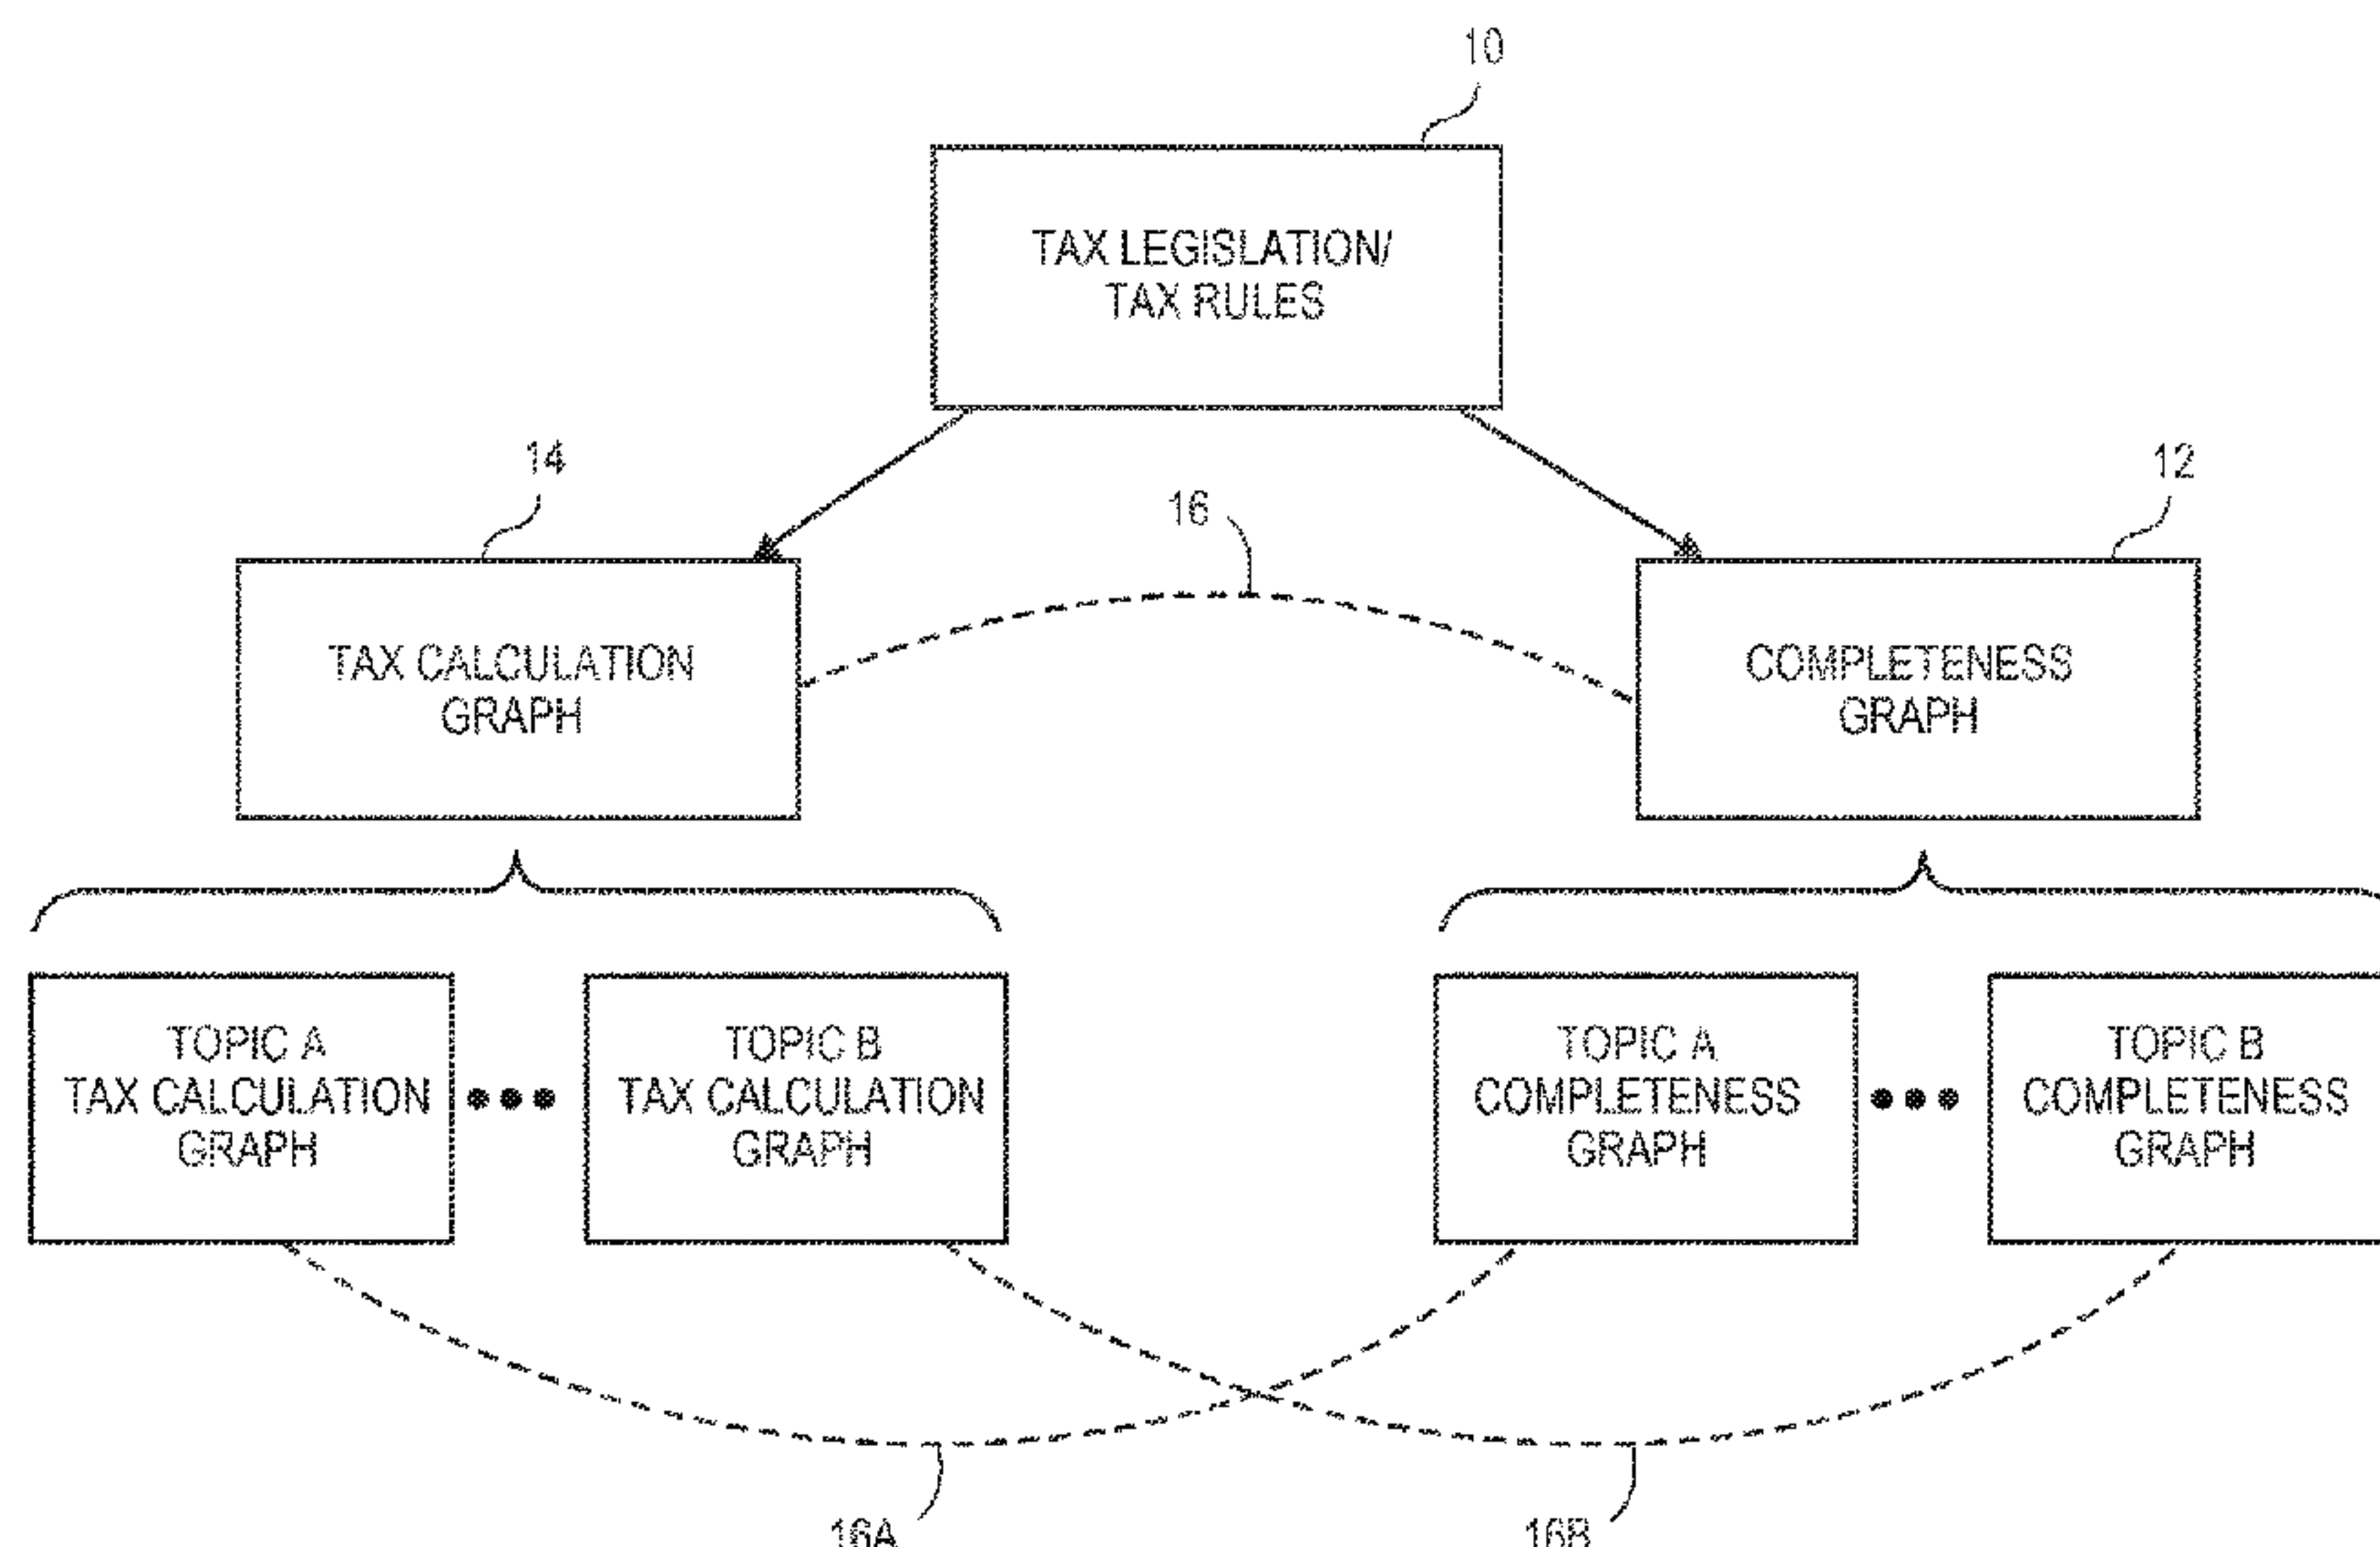 10
TAX LEGISLATION/
TAX RULES
14
12
16
TAX CALCULATION
GRAPH
COMPLETENESS
GRAPH
TOPIC A
TAX CALCULATION
GRAPH
TOPIC B
TAX CALCULATION
GRAPH
TOPIC A
COMPLETENESS
GRAPH
TOPIC B
COMPLETENESS
GRAPH
16A
16B